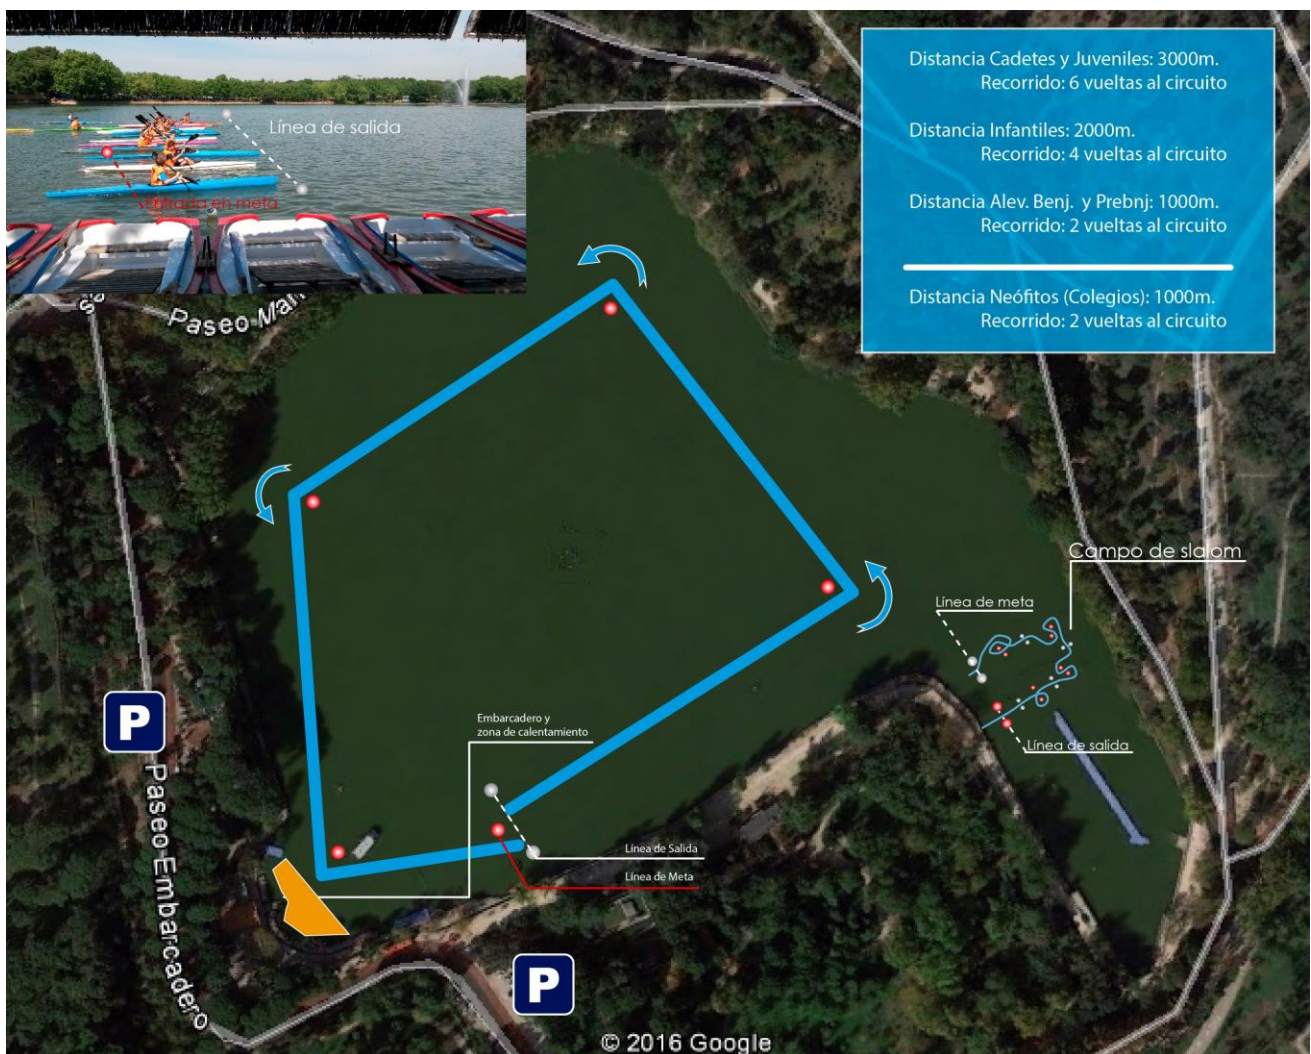 Línea de salida
Entrada en meta
Distancia Cadetes y Juveniles: 3000m.
Recorrido: 6 vueltas al circuito
Distancia Infantiles: 2000m.
Recorrido: 4 vueltas al circuito
Distancia Alev. Benj. y Prebnj: 1000m.
Recorrido: 2 vueltas al circuito
Distancia Neófitos (Colegios): 1000m.
Recorrido: 2 vueltas al circuito
Paseo
Campo de slalom
Línea de meta
Línea de salida
P
Embarcadero y
zona de calentamiento
Paseo Embarcadero
Línea de Salida
Línea de Meta
P
© 2016 Google